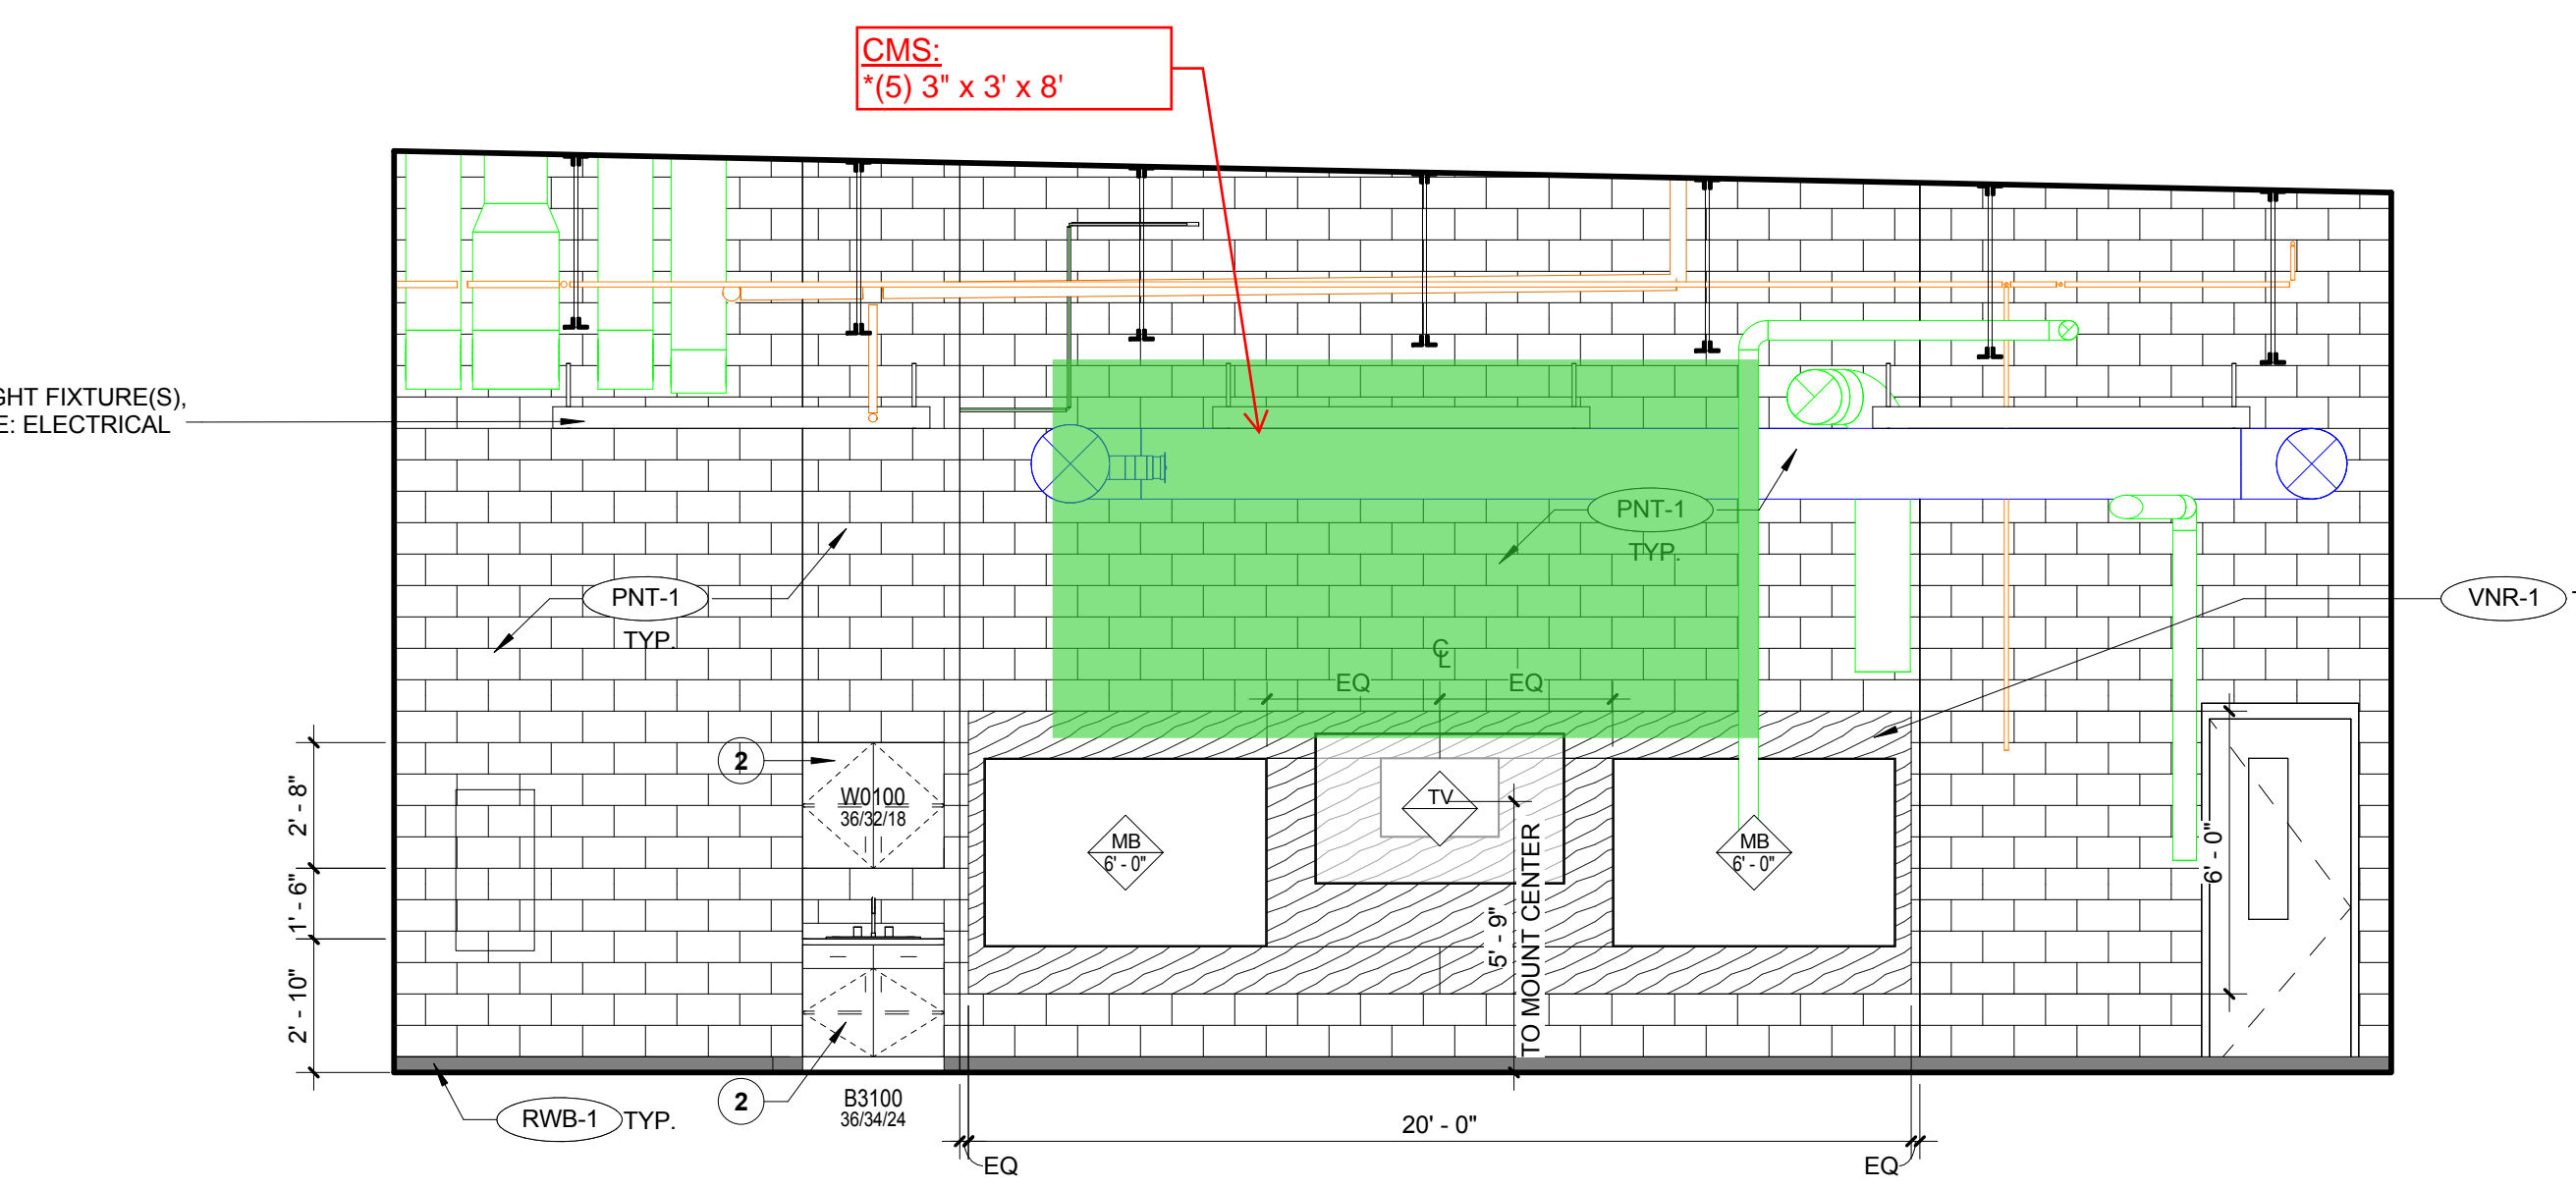 CMS:
*(5) 3" x 3' x 8'
GHT FIXTURE(S),
E: ELECTRICAL
PNT-1
TYP.
PNT-1
TYP.
VNR-1
CL
EQ
EQ
2
W0100
36/32/18
TV
MB
6' - 0"
MB
6' - 0"
2' - 8"
1' - 6"
2' - 10"
5' - 9"
TO MOUNT CENTER
6' - 0"
RWB-1 TYP.
2
B3100
36/34/24
20' - 0"
EQ
EQ